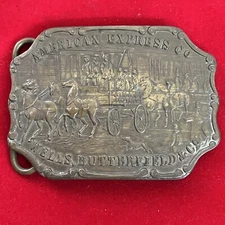 AMERICAN EXPRESS CO
WELLS, BUTTERFIELD & CO